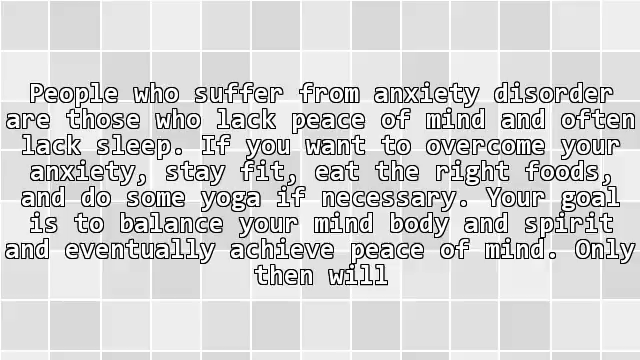 People who suffer from anxiety disorder
are those who lack peace of mind and often
lack sleep. If you want to overcome your
anxiety, stay fit, eat the right foods,
and do some yoga if necessary. Your goal
is to balance your mind body and spirit
and eventually achieve peace of mind. Only
then will